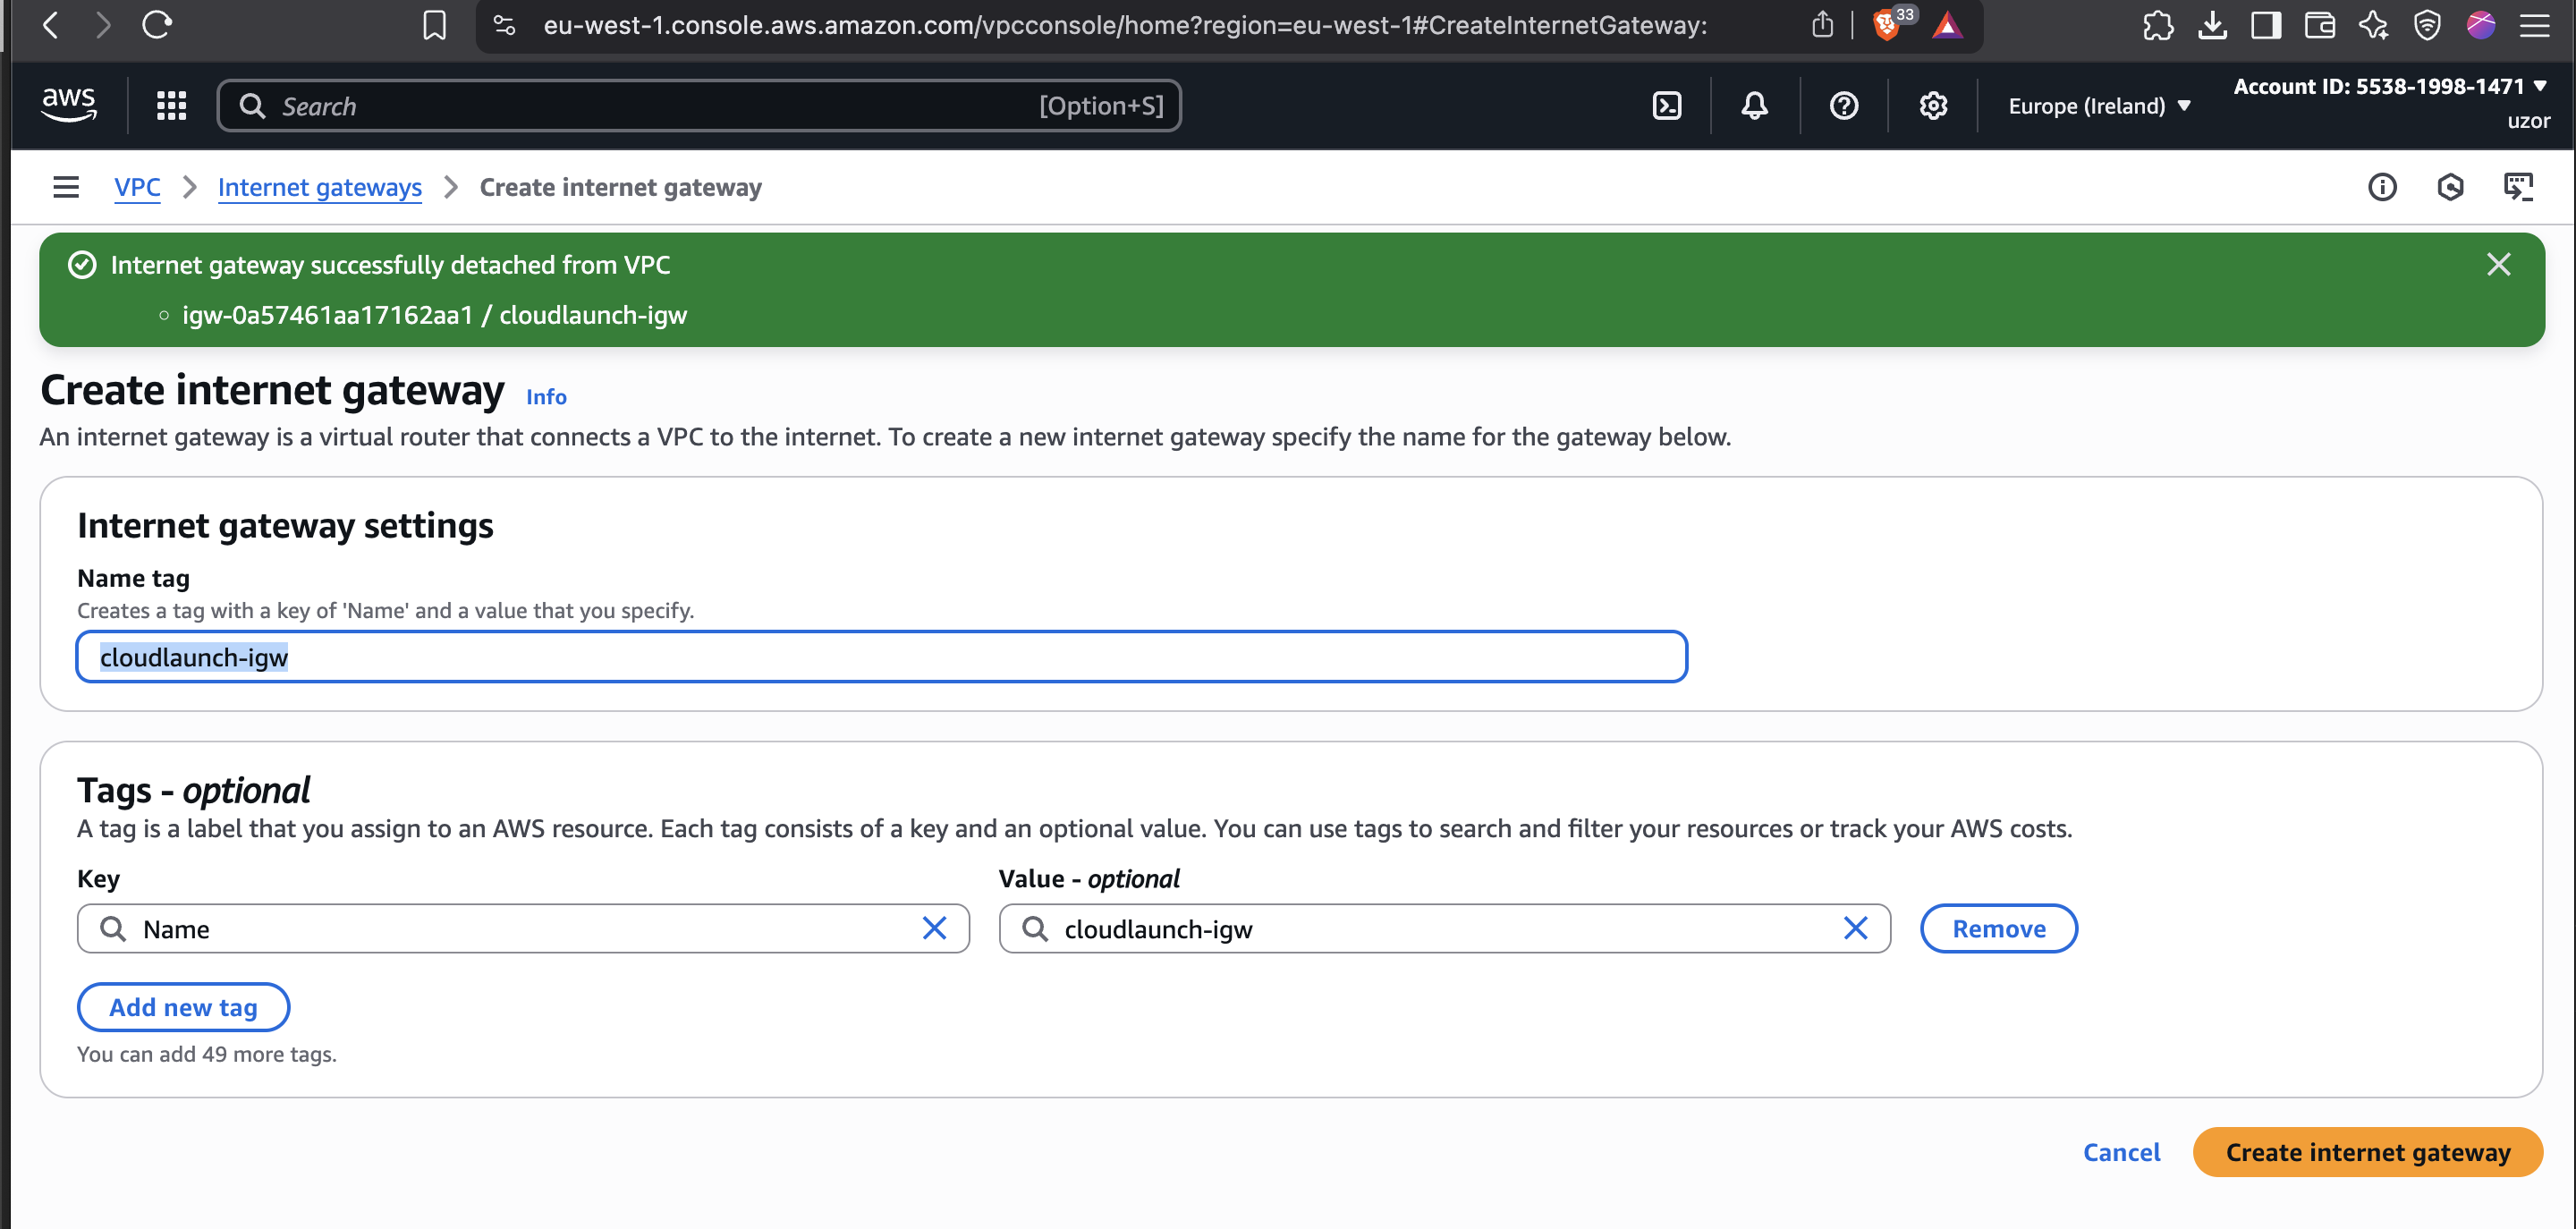 eu-west-1.console.aws.amazon.com/vpcconsole/home?region=eu-west-1#CreateInternetGateway:
33
aws
Search
[Option+S]
Europe (Ireland)
Account ID: 5538-1998-1471
uzor
VPC
Internet gateways
Create internet gateway
Internet gateway successfully detached from VPC
igw-0a57461aa17162aa1 / cloudlaunch-igw
Create internet gateway Info
An internet gateway is a virtual router that connects a VPC to the internet. To create a new internet gateway specify the name for the gateway below.
Internet gateway settings
Name tag
Creates a tag with a key of 'Name' and a value that you specify.
cloudlaunch-igw
Tags - optional
A tag is a label that you assign to an AWS resource. Each tag consists of a key and an optional value. You can use tags to search and filter your resources or track your AWS costs.
Key
Value - optional
Name
cloudlaunch-igw
Remove
Add new tag
You can add 49 more tags.
Cancel
Create internet gateway